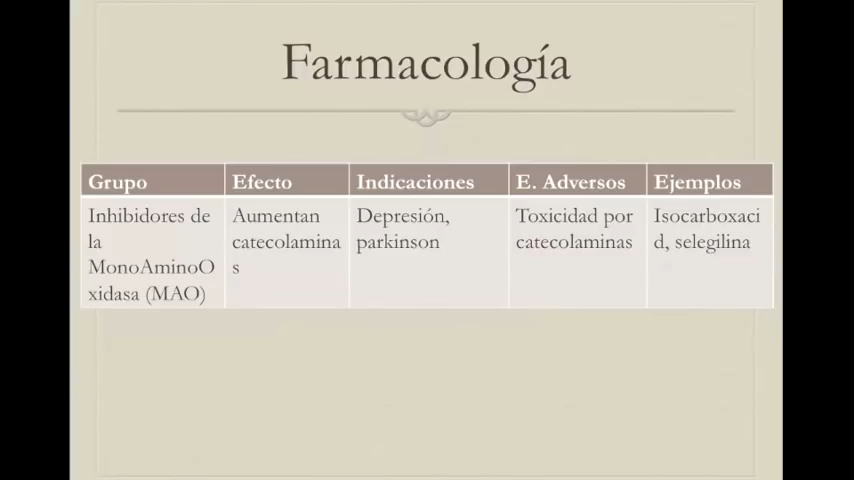 Farmacología
Grupo Efecto Indicaciones E. Adversos Ejemplos
Inhibidores de Aumentan Depresión, Toxicidad por Isocarboxaci
la catecolamina parkinson catecolaminas d, selegilina
MonoAminoO s
xidasa (MAO)